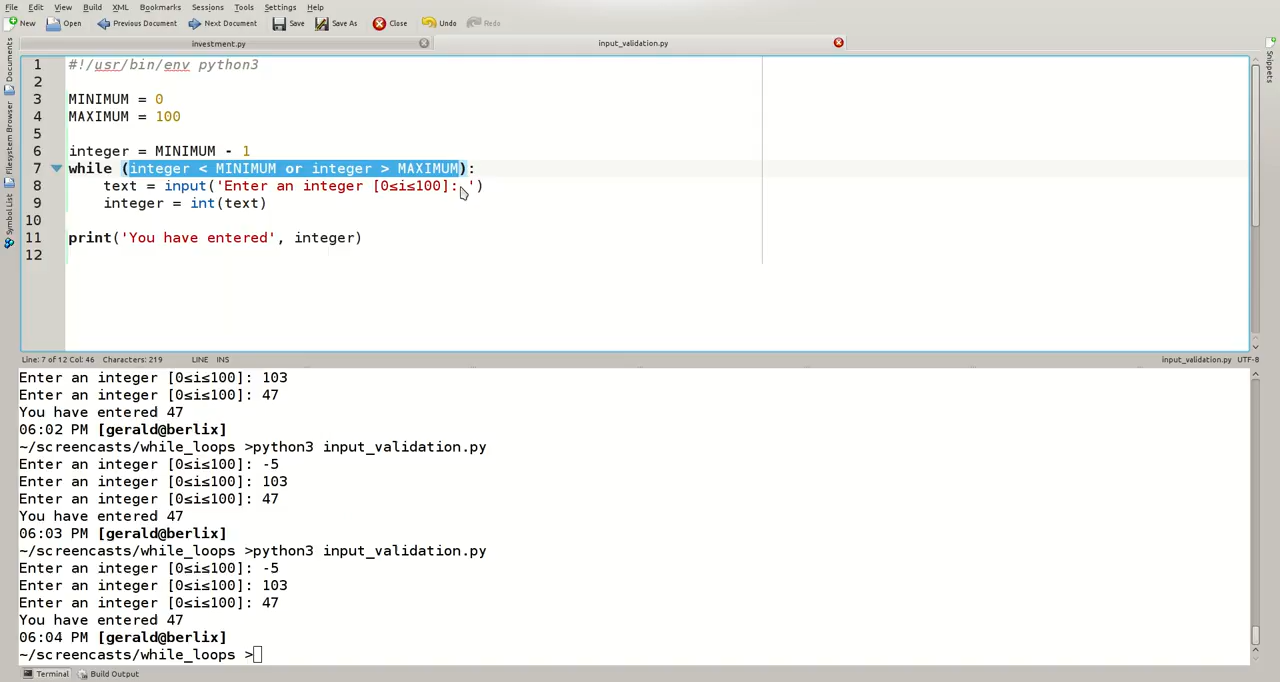 File Edit View Build XML Bookmarks Sessions Tools Settings Help
New Open Previous Document Next Document Save Save As Close Undo Redo
investment.py input_validation.py
Documents
Filesystem Browser
Symbol List
Snippets
1 #!/usr/bin/env python3
2
3 MINIMUM = 0
4 MAXIMUM = 100
5
6 integer = MINIMUM - 1
7 while (integer < MINIMUM or integer > MAXIMUM):
8 text = input('Enter an integer [0≤i≤100]: ')
9 integer = int(text)
10
11 print('You have entered', integer)
12
Line: 7 of 12 Col: 46 Characters: 219 LINE INS input_validation.py UTF-8
Enter an integer [0≤i≤100]: 103
Enter an integer [0≤i≤100]: 47
You have entered 47
06:02 PM [gerald@berlix]
~/screencasts/while_loops >python3 input_validation.py
Enter an integer [0≤i≤100]: -5
Enter an integer [0≤i≤100]: 103
Enter an integer [0≤i≤100]: 47
You have entered 47
06:03 PM [gerald@berlix]
~/screencasts/while_loops >python3 input_validation.py
Enter an integer [0≤i≤100]: -5
Enter an integer [0≤i≤100]: 103
Enter an integer [0≤i≤100]: 47
You have entered 47
06:04 PM [gerald@berlix]
~/screencasts/while_loops >
Terminal Build Output